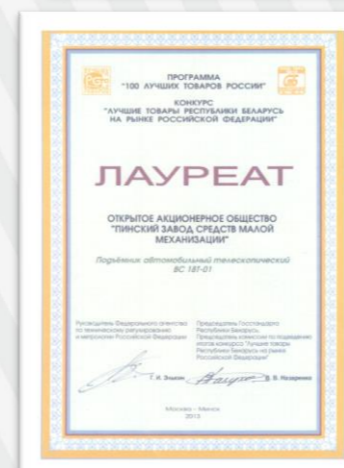 ПРОГРАММА
"100 ЛУЧШИХ ТОВАРОВ РОССИИ"
КОНКУРС
"ЛУЧШИЕ ТОВАРЫ РЕСПУБЛИКИ БЕЛАРУСЬ
НА РЫНКЕ РОССИЙСКОЙ ФЕДЕРАЦИИ"
ЛАУРЕАТ
ОТКРЫТОЕ АКЦИОНЕРНОЕ ОБЩЕСТВО
"ПИНСКИЙ ЗАВОД СРЕДСТВ МАЛОЙ
МЕХАНИЗАЦИИ"
Подъёмник автомобильный телескопический
ВС 18Т-01
Руководитель Федерального агентства
по техническому регулированию
и метрологии Российской Федерации
Г. И. Элькин
Председатель Госстандарта
Республики Беларусь,
Председатель комиссии по подведению
итогов конкурса "Лучшие товары
Республики Беларусь на рынке
Российской Федерации"
В. В. Назаренко
Москва - Минск
2013